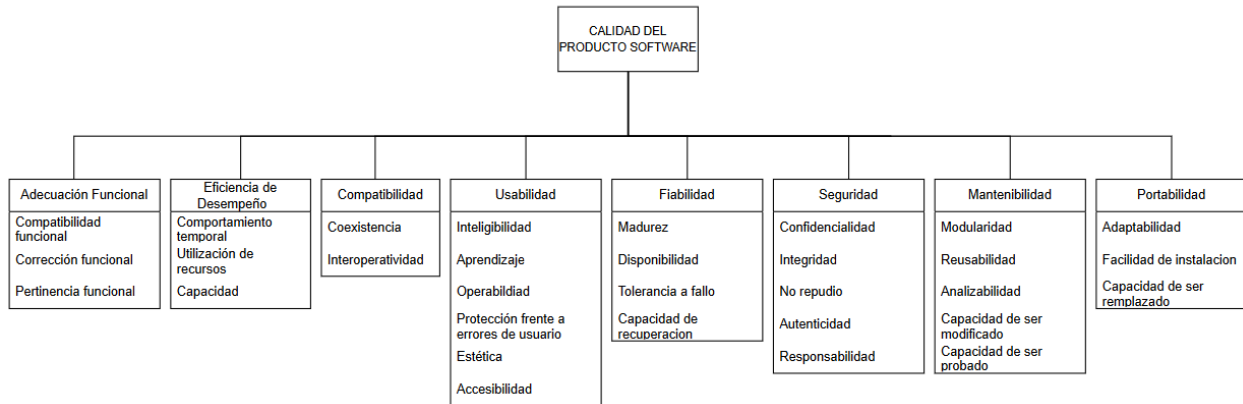 CALIDAD DEL
PRODUCTO SOFTWARE
Adecuación Funcional
Compatibilidad
funcional
Corrección funcional
Pertinencia funcional
Eficiencia de
Desempeño
Comportamiento
temporal
Utilización de
recursos
Capacidad
Compatibilidad
Coexistencia
Interoperatividad
Usabilidad
Inteligibilidad
Aprendizaje
Operabildiad
Protección frente a
errores de usuario
Estética
Accesibilidad
Fiabilidad
Madurez
Disponibilidad
Tolerancia a fallo
Capacidad de
recuperacion
Seguridad
Confidencialidad
Integridad
No repudio
Autenticidad
Responsabilidad
Mantenibilidad
Modularidad
Reusabilidad
Analizabilidad
Capacidad de ser
modificado
Capacidad de ser
probado
Portabilidad
Adaptabilidad
Facilidad de instalacion
Capacidad de ser
remplazado